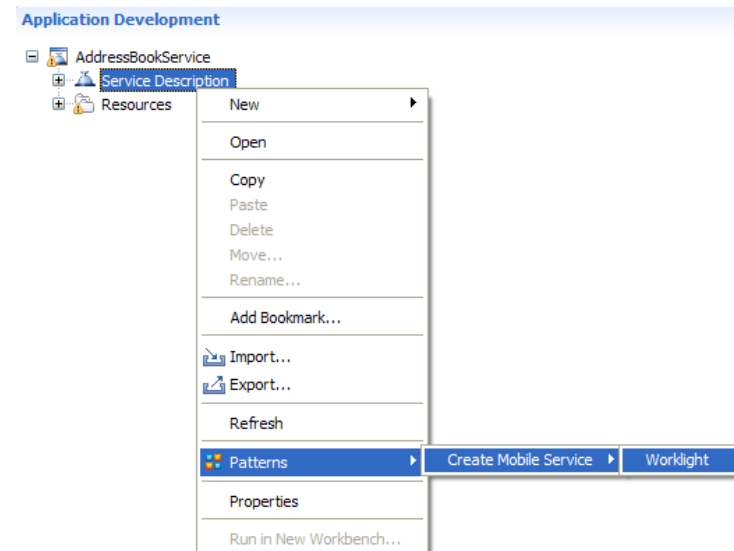 Application Development
AddressBookService
Service Description
Resources
New
Open
Copy
Paste
Delete
Move...
Rename...
Add Bookmark...
Import...
Export...
Refresh
Patterns
Create Mobile Service
Worklight
Properties
Run in New Workbench...